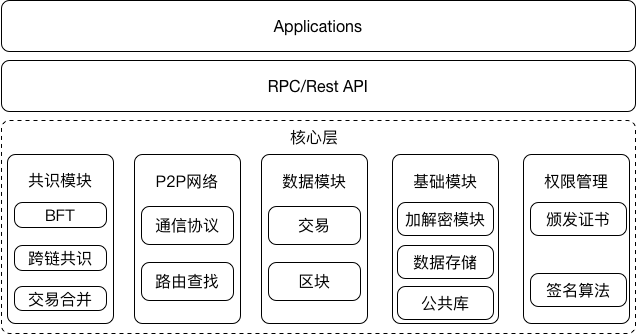 Applications
RPC/Rest API
核心层
共识模块
BFT
跨链共识
交易合并
P2P网络
通信协议
路由查找
数据模块
交易
区块
基础模块
加解密模块
数据存储
公共库
权限管理
颁发证书
签名算法